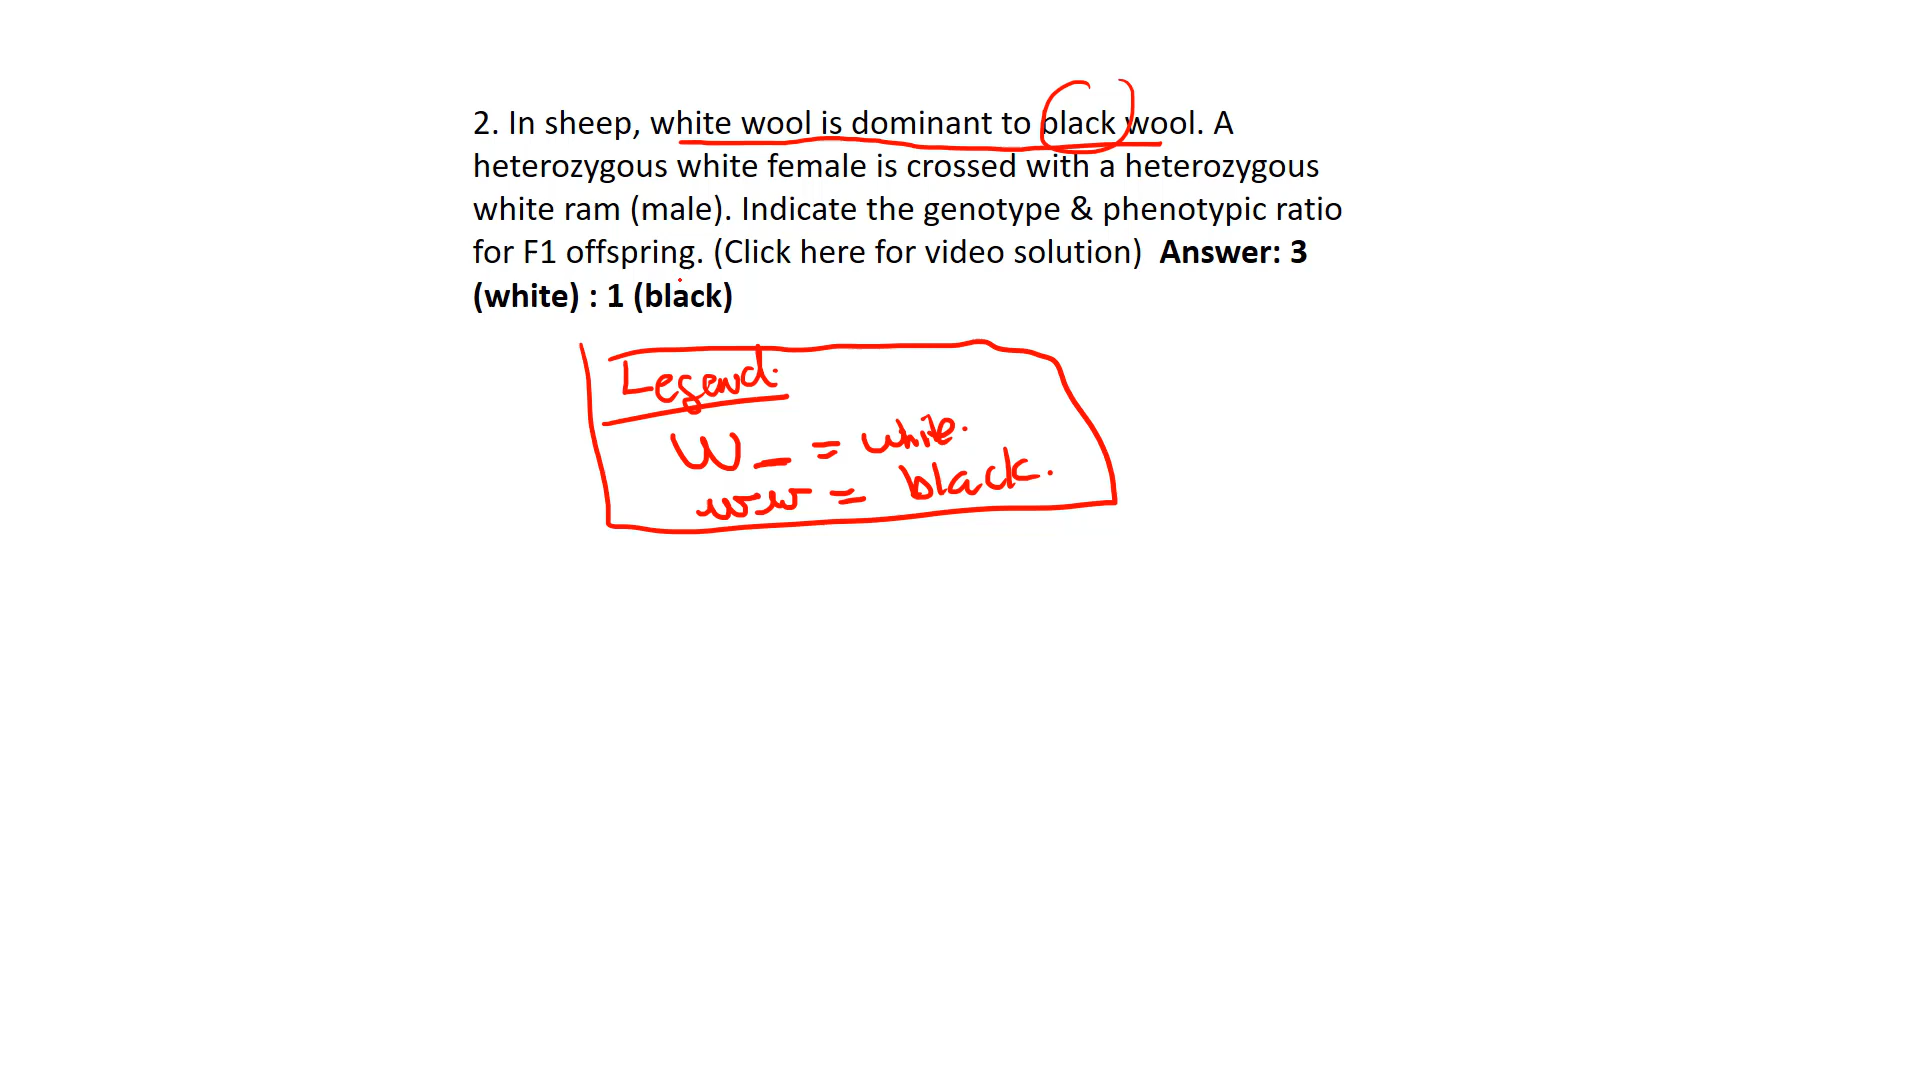 2. In sheep, white wool is dominant to black wool. A
heterozygous white female is crossed with a heterozygous
white ram (male). Indicate the genotype & phenotypic ratio
for F1 offspring. (Click here for video solution) Answer: 3
(white) : 1 (black)
Legend:
W_ = white.
ww = black.